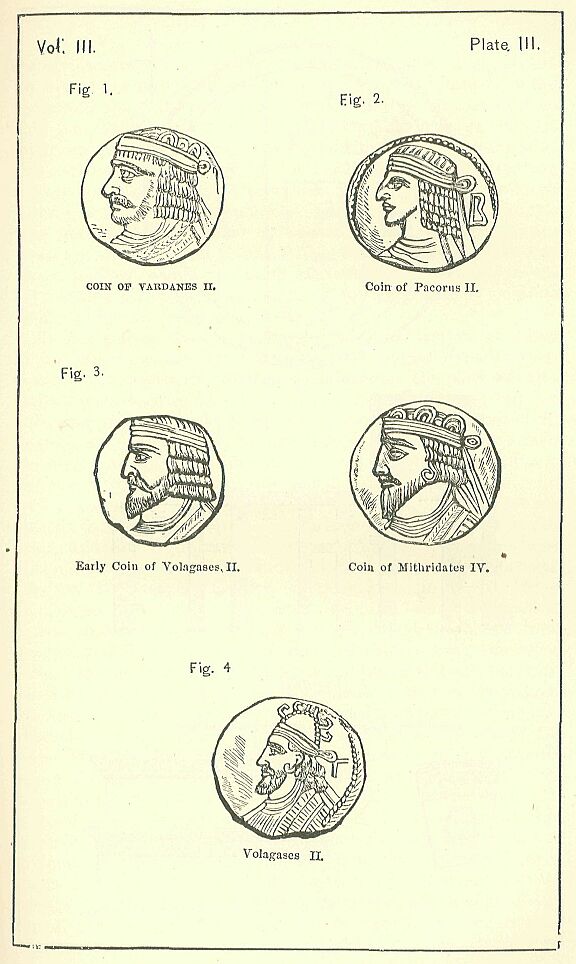 Vol. III.
Plate III.
Fig 1.
Fig. 2.
COIN OF VARDANES II.
Coin of Pacorus II.
Fig. 3.
Early Coin of Volagases, II.
Coin of Mithridates IV.
Fig. 4
Volagases II.